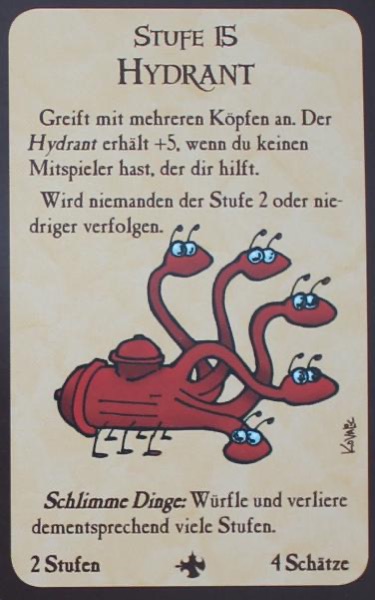 Stufe 15
Hydrant
Greift mit mehreren Köpfen an. Der
Hydrant erhält +5, wenn du keinen
Mitspieler hast, der dir hilft.
Wird niemanden der Stufe 2 oder nie-
driger verfolgen.
Kovalic
Schlimme Dinge: Würfle und verliere
dementsprechend viele Stufen.
2 Stufen
4 Schätze